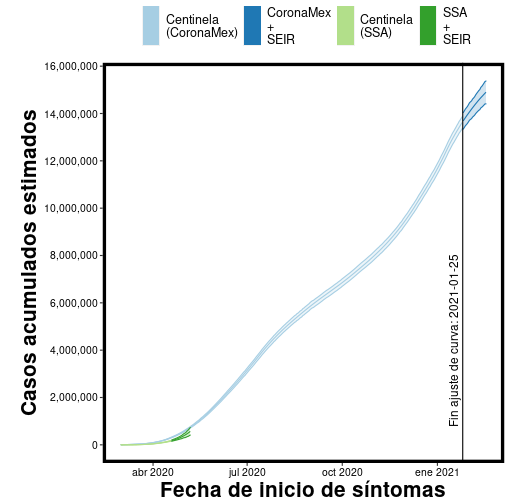 Centinela
(CoronaMex)
CoronaMex
+
SEIR
Centinela
(SSA)
SSA
+
SEIR
16,000,000
14,000,000
12,000,000
10,000,000
8,000,000
6,000,000
4,000,000
2,000,000
0
Casos acumulados estimados
Fin ajuste de curva: 2021-01-25
abr 2020
jul 2020
oct 2020
ene 2021
Fecha de inicio de síntomas